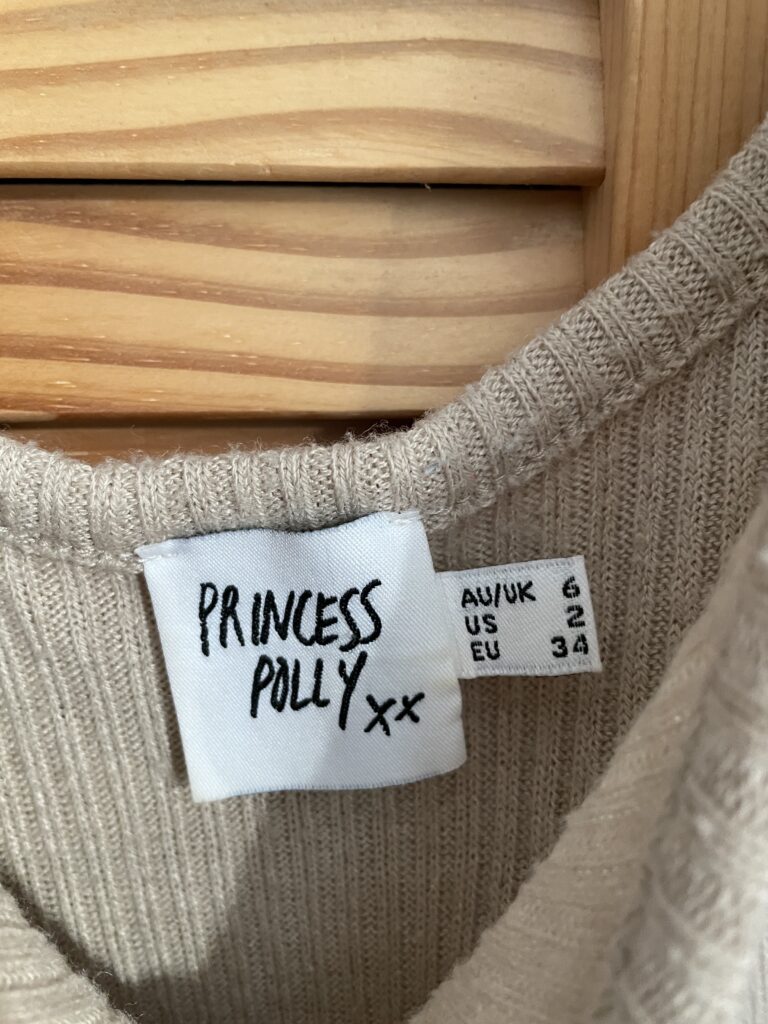 PRINCESS
POLLY xx
AU/UK 6
US 2
EU 34